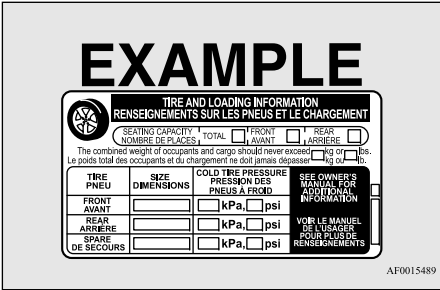 EXAMPLE
TIRE AND LOADING INFORMATION
RENSEIGNEMENTS SUR LES PNEUS ET LE CHARGEMENT
SEATING CAPACITY
NOMBRE DE PLACES
TOTAL
FRONT
AVANT
REAR
ARRIÈRE
The combined weight of occupants and cargo should never exceed kg or lbs.
Le poids total des occupants et du chargement ne doit jamais dépasser kg ou lb.
TIRE
PNEU
SIZE
DIMENSIONS
COLD TIRE PRESSURE
PRESSION DES
PNEUS À FROID
SEE OWNER'S
MANUAL FOR
ADDITIONAL
INFORMATION
VOIR LE MANUEL
DE L'USAGER
POUR PLUS DE
RENSEIGNEMENTS
FRONT
AVANT
kPa, psi
REAR
ARRIÈRE
kPa, psi
SPARE
DE SECOURS
kPa, psi
AF0015489